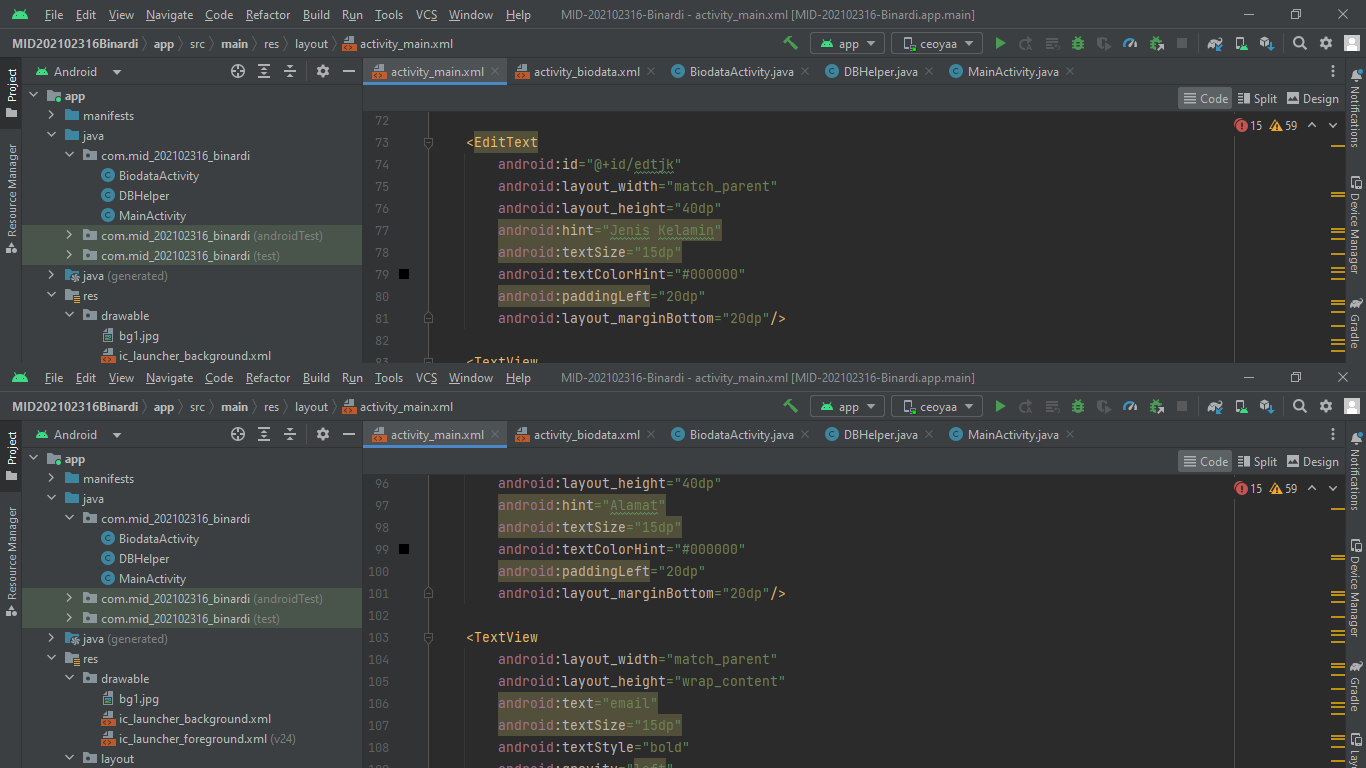 File Edit View Navigate Code Refactor Build Run Tools VCS Window Help MID-202102316-Binardi - activity_main.xml [MID-202102316-Binardi.app.main]
MID202102316Binardi app src main res layout activity_main.xml app ceoyaa
Android activity_main.xml activity_biodata.xml BiodataActivity.java DBHelper.java MainActivity.java
Project
Resource Manager
Notifications
Device Manager
Gradle
Code Split Design
15 59
app
manifests
java
com.mid_202102316_binardi
BiodataActivity
DBHelper
MainActivity
com.mid_202102316_binardi (androidTest)
com.mid_202102316_binardi (test)
java (generated)
res
drawable
bg1.jpg
ic_launcher_background.xml
72
73 <EditText
74 android:id="@+id/edtjk"
75 android:layout_width="match_parent"
76 android:layout_height="40dp"
77 android:hint="Jenis Kelamin"
78 android:textSize="15dp"
79 android:textColorHint="#000000"
80 android:paddingLeft="20dp"
81 android:layout_marginBottom="20dp"/>
82
83 <TextView
File Edit View Navigate Code Refactor Build Run Tools VCS Window Help MID-202102316-Binardi - activity_main.xml [MID-202102316-Binardi.app.main]
MID202102316Binardi app src main res layout activity_main.xml app ceoyaa
Android activity_main.xml activity_biodata.xml BiodataActivity.java DBHelper.java MainActivity.java
Project
Resource Manager
Notifications
Device Manager
Gradle
Code Split Design
15 59
app
manifests
java
com.mid_202102316_binardi
BiodataActivity
DBHelper
MainActivity
com.mid_202102316_binardi (androidTest)
com.mid_202102316_binardi (test)
java (generated)
res
drawable
bg1.jpg
ic_launcher_background.xml
ic_launcher_foreground.xml (v24)
layout
96 android:layout_height="40dp"
97 android:hint="Alamat"
98 android:textSize="15dp"
99 android:textColorHint="#000000"
100 android:paddingLeft="20dp"
101 android:layout_marginBottom="20dp"/>
102
103 <TextView
104 android:layout_width="match_parent"
105 android:layout_height="wrap_content"
106 android:text="email"
107 android:textSize="15dp"
108 android:textStyle="bold"
109 android:gravity="left"